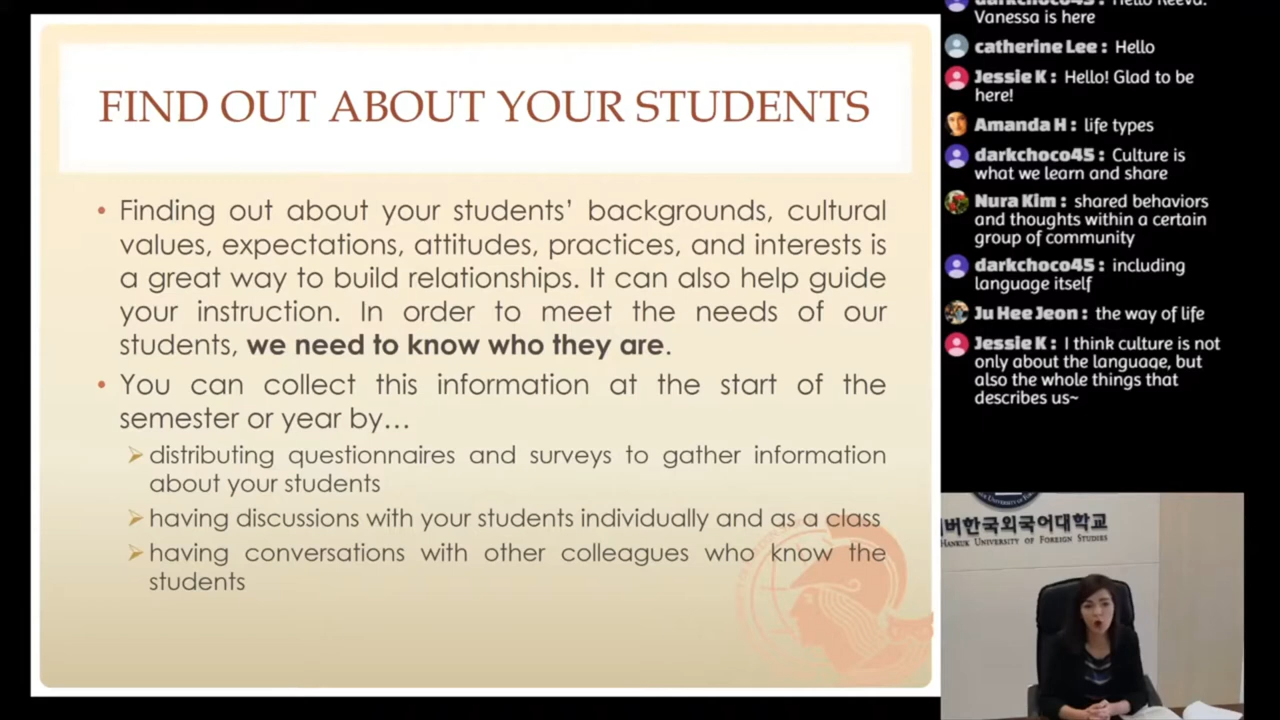 FIND OUT ABOUT YOUR STUDENTS
• Finding out about your students’ backgrounds, cultural
values, expectations, attitudes, practices, and interests is
a great way to build relationships. It can also help guide
your instruction. In order to meet the needs of our
students, we need to know who they are.
• You can collect this information at the start of the
semester or year by…
distributing questionnaires and surveys to gather information
about your students
having discussions with your students individually and as a class
having conversations with other colleagues who know the
students
darkchoco45 : Hello Reeva.
Vanessa is here
catherine Lee : Hello
Jessie K : Hello! Glad to be
here!
Amanda H : life types
darkchoco45 : Culture is
what we learn and share
Nura Kim : shared behaviors
and thoughts within a certain
group of community
darkchoco45 : including
language itself
Ju Hee Jeon : the way of life
Jessie K : I think culture is not
only about the language, but
also the whole things that
describes us~
버한국외국어대학교
HANKUK UNIVERSITY OF FOREIGN STUDIES